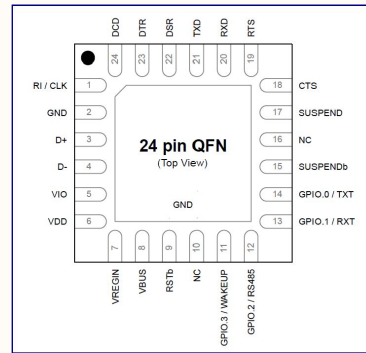 DCD
DTR
DSR
TXD
RXD
RTS
24
23
22
21
20
19
RI / CLK 1
GND 2
D+ 3
D- 4
VIO 5
VDD 6
24 pin QFN
(Top View)
GND
18 CTS
17 SUSPEND
16 NC
15 SUSPENDb
14 GPIO.0 / TXT
13 GPIO.1 / RXT
7
8
9
10
11
12
VREGIN
VBUS
RSTb
NC
GPIO.3 / WAKEUP
GPIO.2 / RS485